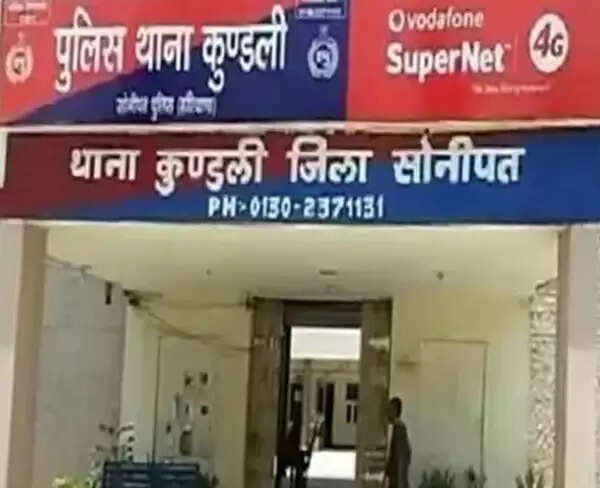 पुलिस थाना कुण्डली
सोनीपत पुलिस (हरियाणा)
vodafone
SuperNet
4G
थाना कुण्डली जिला सोनीपत
PH:-0130-2371131